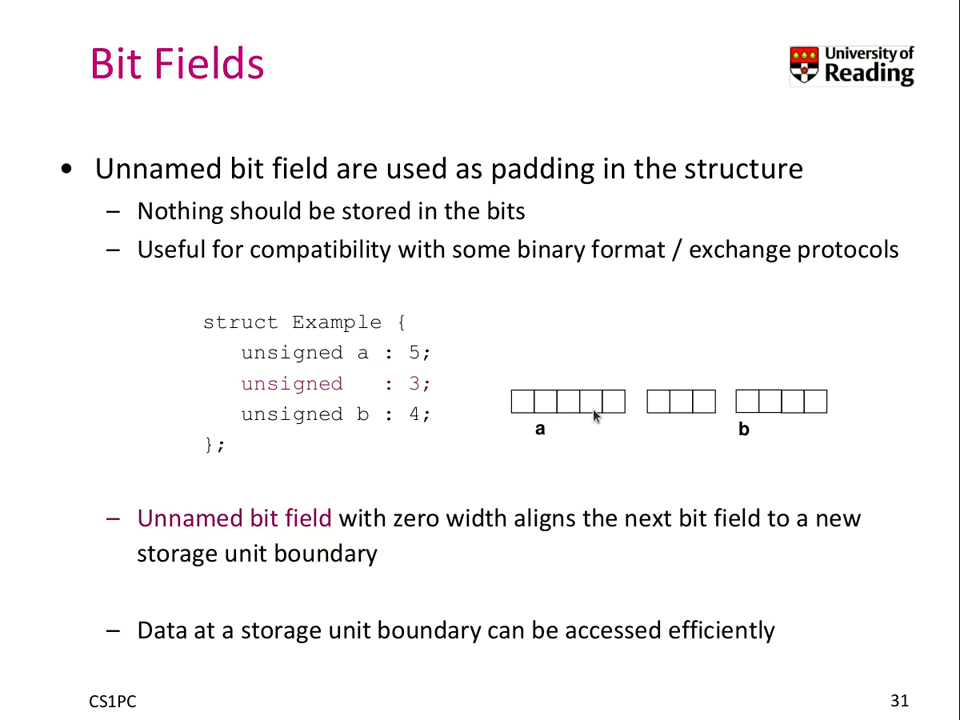 Bit Fields
University of
Reading
• Unnamed bit field are used as padding in the structure
– Nothing should be stored in the bits
– Useful for compatibility with some binary format / exchange protocols
struct Example {
unsigned a : 5;
unsigned   : 3;
unsigned b : 4;
};
a
b
– Unnamed bit field with zero width aligns the next bit field to a new
storage unit boundary
– Data at a storage unit boundary can be accessed efficiently
CS1PC
31